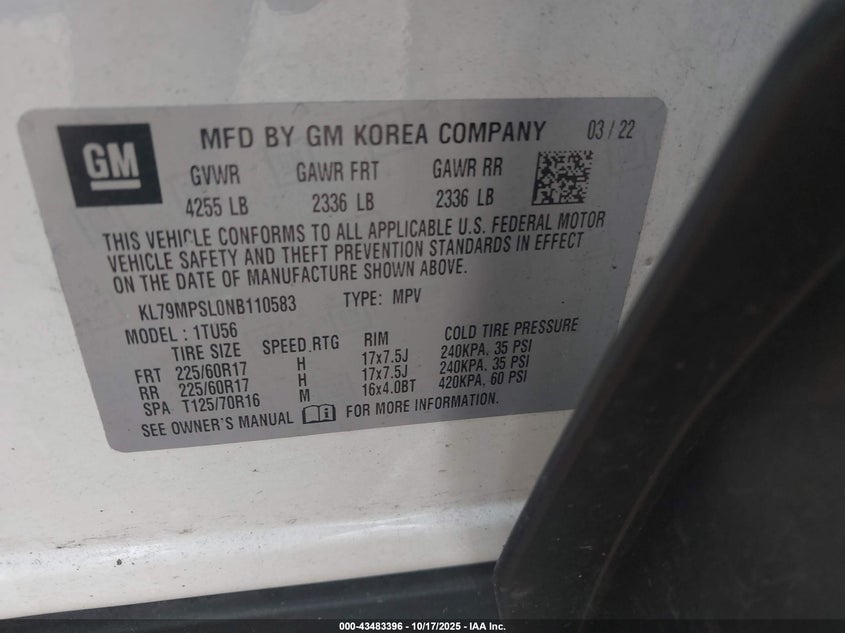 GM
MFD BY GM KOREA COMPANY 03 / 22
GVWR GAWR FRT GAWR RR
4255 LB 2336 LB 2336 LB
THIS VEHICLE CONFORMS TO ALL APPLICABLE U.S. FEDERAL MOTOR
VEHICLE SAFETY AND THEFT PREVENTION STANDARDS IN EFFECT
ON THE DATE OF MANUFACTURE SHOWN ABOVE.
KL79MPSL0NB110583 TYPE: MPV
MODEL : 1TU56
TIRE SIZE SPEED.RTG RIM COLD TIRE PRESSURE
FRT 225/60R17 H 17x7.5J 240KPA, 35 PSI
RR 225/60R17 H 17x7.5J 240KPA, 35 PSI
SPA T125/70R16 M 16x4.0BT 420KPA, 60 PSI
SEE OWNER'S MANUAL i FOR MORE INFORMATION.
000-43483396 - 10/17/2025 - IAA Inc.